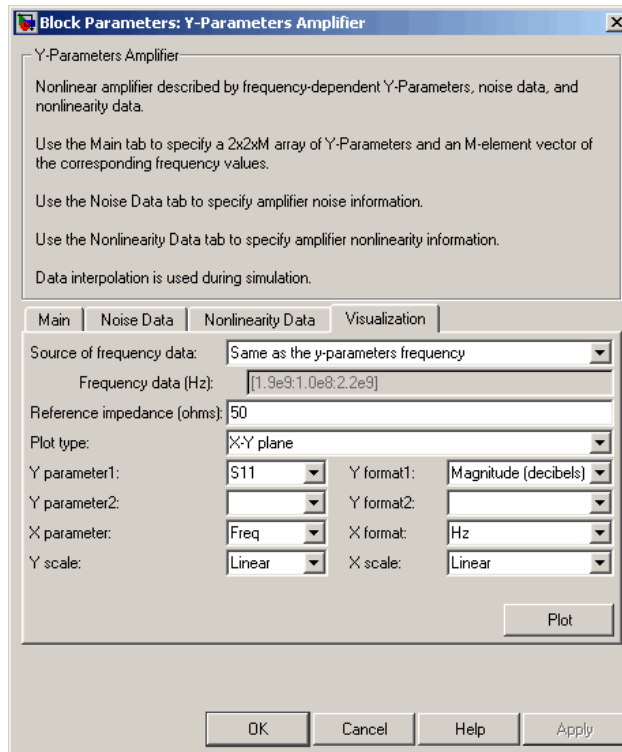 Block Parameters: Y-Parameters Amplifier
Y-Parameters Amplifier
Nonlinear amplifier described by frequency-dependent Y-Parameters, noise data, and
nonlinearity data.
Use the Main tab to specify a 2x2xM array of Y-Parameters and an M-element vector of
the corresponding frequency values.
Use the Noise Data tab to specify amplifier noise information.
Use the Nonlinearity Data tab to specify amplifier nonlinearity information.
Data interpolation is used during simulation.
Main Noise Data Nonlinearity Data Visualization
Source of frequency data: Same as the y-parameters frequency
Frequency data (Hz): [1.9e9:1.0e8:2.2e9]
Reference impedance (ohms): 50
Plot type: X-Y plane
Y parameter1: S11 Y format1: Magnitude (decibels)
Y parameter2: Y format2:
X parameter: Freq X format: Hz
Y scale: Linear X scale: Linear
Plot
OK Cancel Help Apply